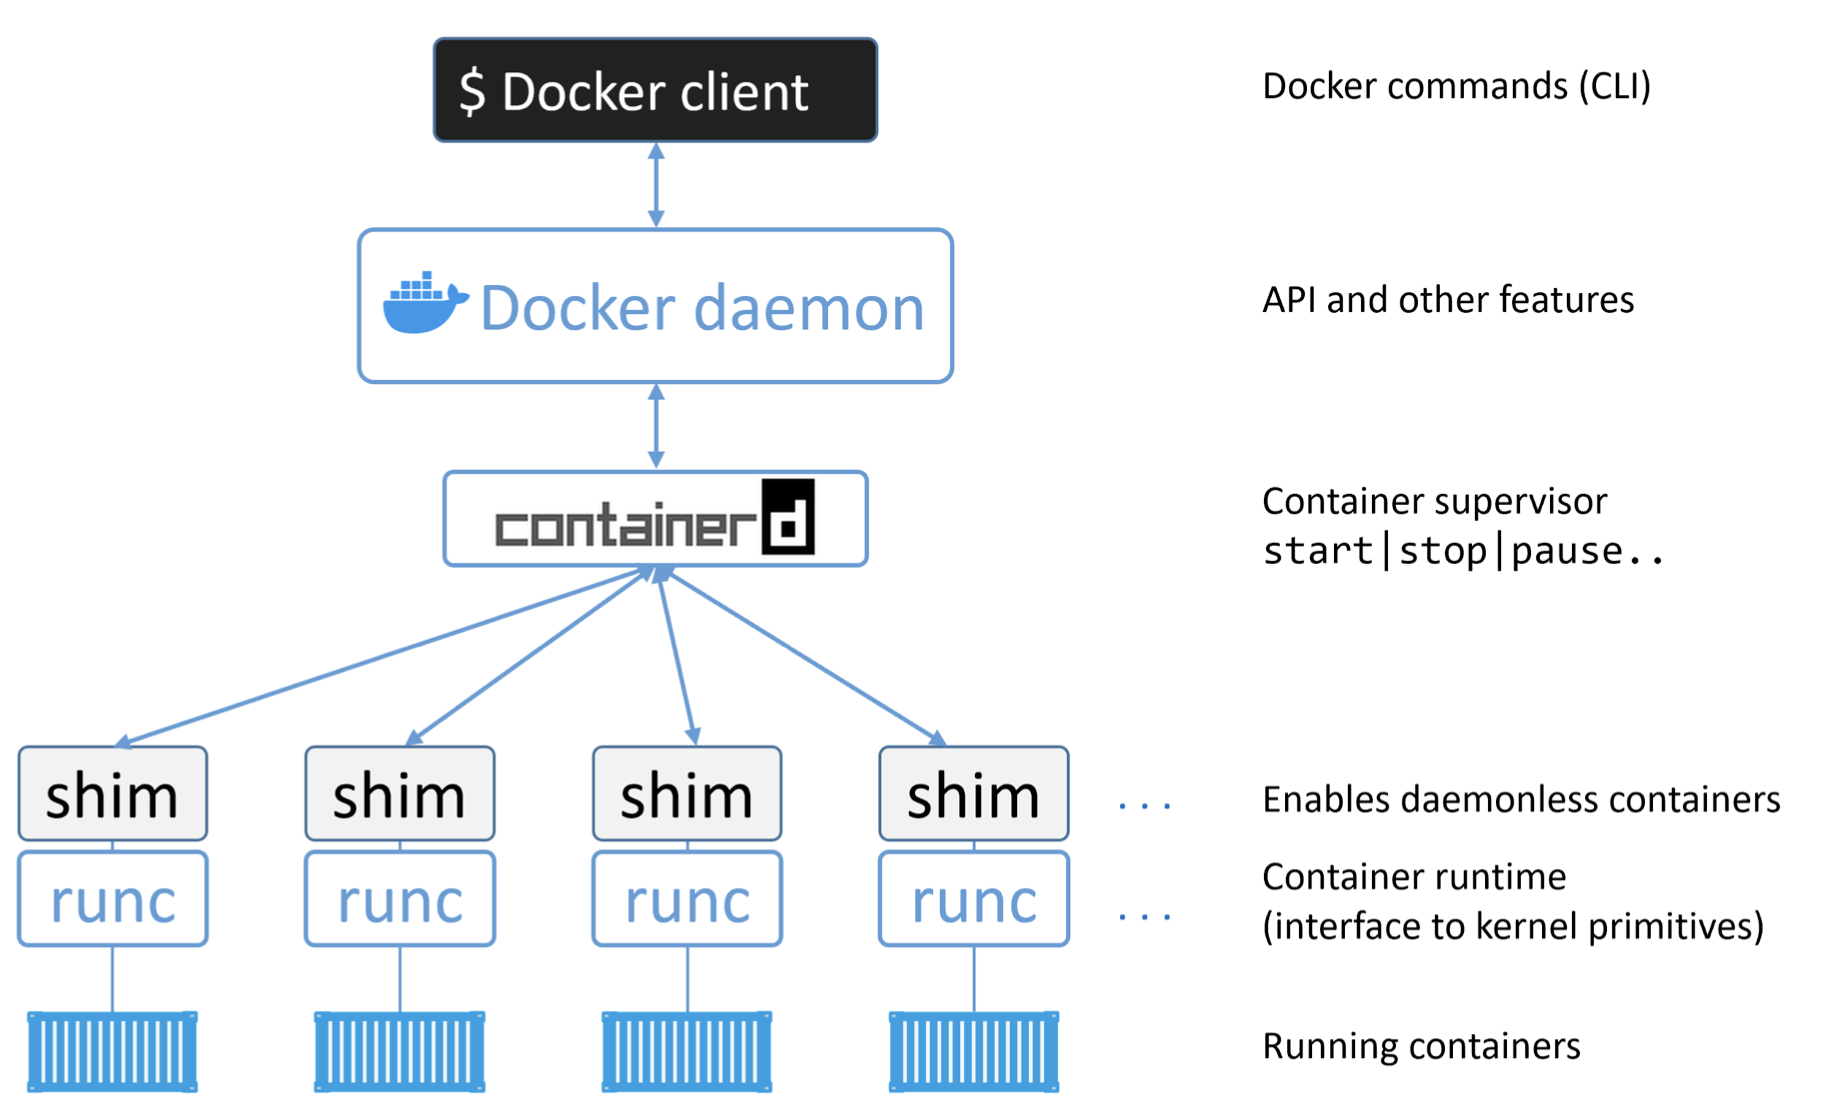 $ Docker client
Docker commands (CLI)
Docker daemon
API and other features
containerd
Container supervisor
start|stop|pause..
shim
shim
shim
shim
...
Enables daemonless containers
runc
runc
runc
runc
...
Container runtime
(interface to kernel primitives)
Running containers